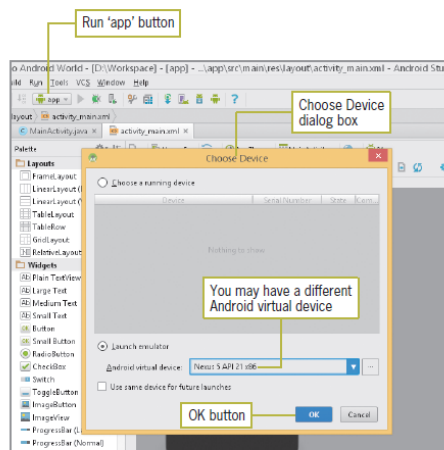 Run 'app' button
o Android World - [D:\Workspace] - [app] - ...\app\src\main\res\layout\activity_main.xml - Android Stu
uild Run Tools VCS Window Help
app
layout activity_main.xml
MainActivity.java × activity_main.xml ×
Choose Device
dialog box
Palette
Choose Device
Layouts
FrameLayout
LinearLayout (
LinearLayout (
TableLayout
TableRow
GridLayout
RelativeLayout
Widgets
Plain TextView
Large Text
Medium Text
Small Text
Button
Small Button
RadioButton
CheckBox
Switch
ToggleButton
ImageButton
ImageView
ProgressBar (L
ProgressBar (Normal)
Choose a running device
Device Serial Number State Com...
Nothing to show
You may have a different
Android virtual device
Launch emulator
Android virtual device: Nexus 5 API 21 x86 ...
Use same device for future launches
OK button
OK Cancel